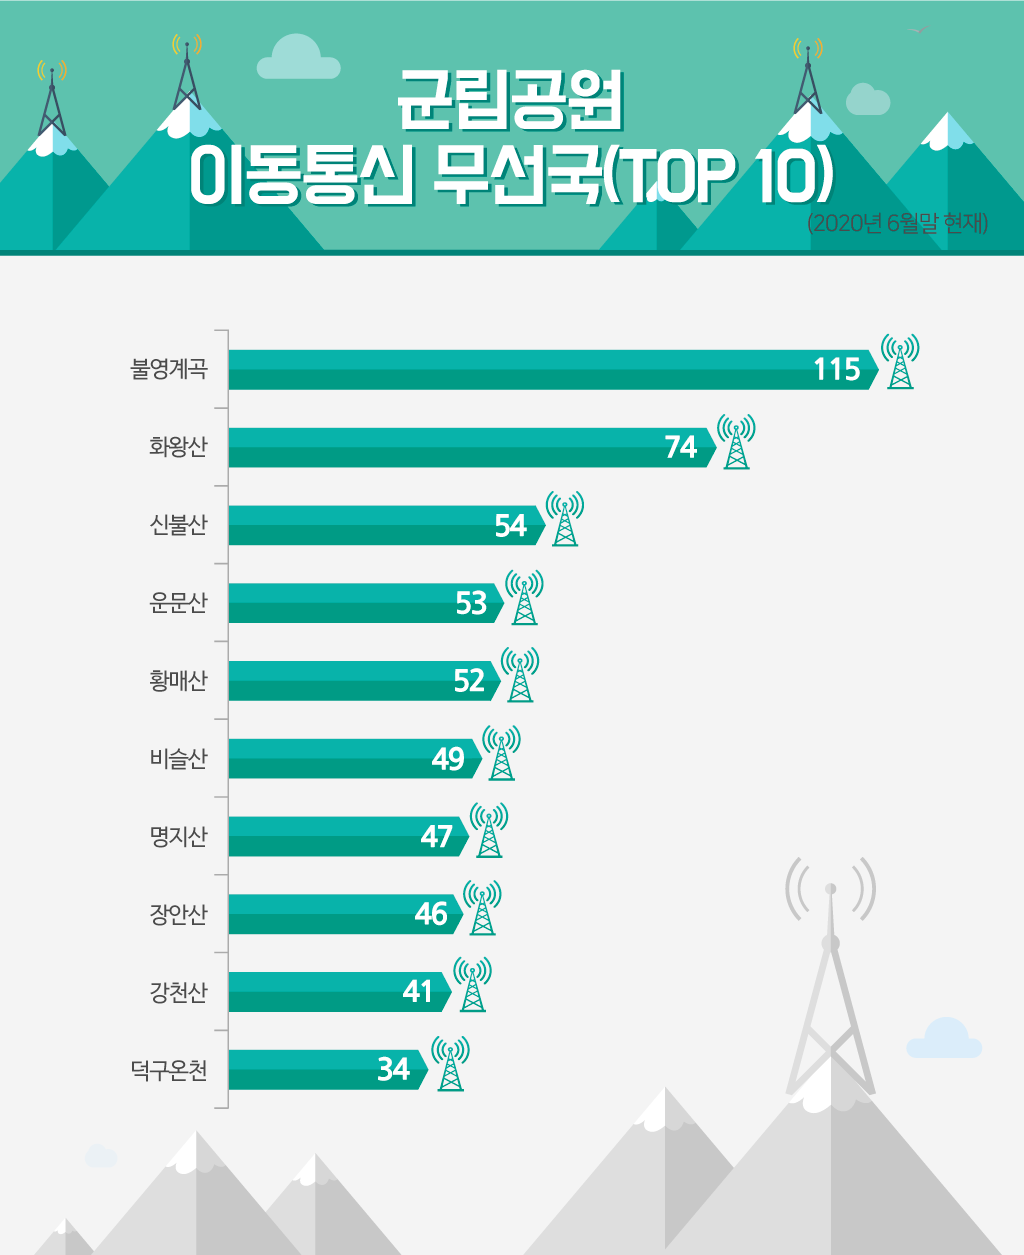 군립공원
이동통신 무선국(TOP 10)
(2020년 6월말 현재)
불영계곡 115
화왕산 74
신불산 54
운문산 53
황매산 52
비슬산 49
명지산 47
장안산 46
강천산 41
덕구온천 34